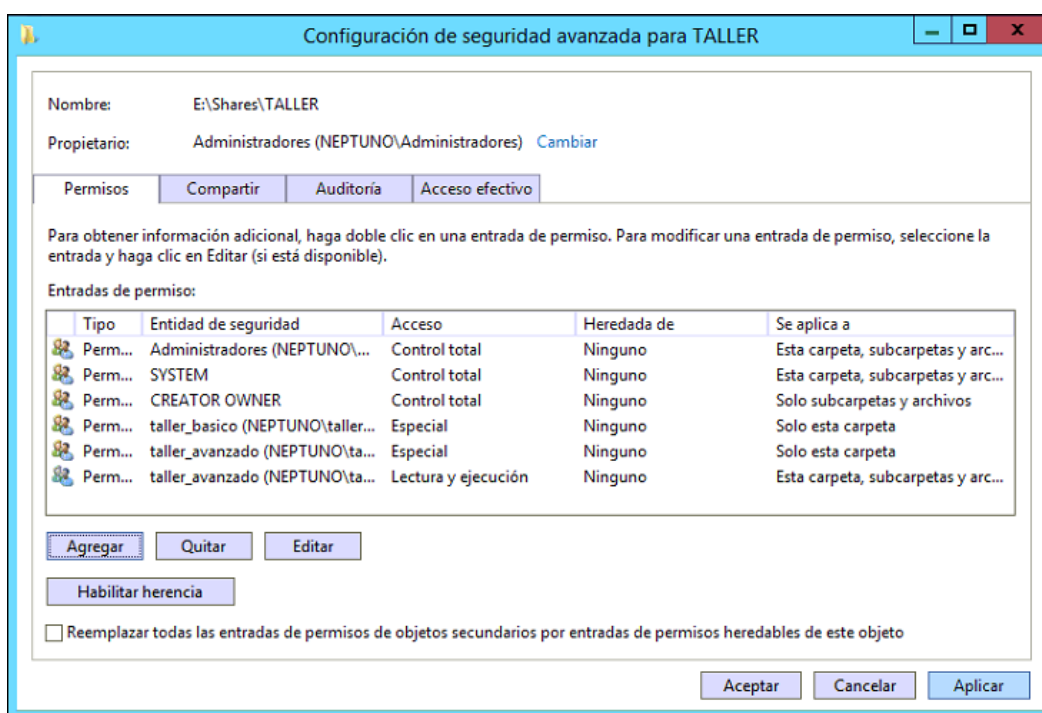 Configuración de seguridad avanzada para TALLER
x
Nombre: E:\Shares\TALLER
Propietario: Administradores (NEPTUNO\Administradores) Cambiar
Permisos Compartir Auditoría Acceso efectivo
Para obtener información adicional, haga doble clic en una entrada de permiso. Para modificar una entrada de permiso, seleccione la
entrada y haga clic en Editar (si está disponible).
Entradas de permiso:
Tipo Entidad de seguridad Acceso Heredada de Se aplica a
Perm... Administradores (NEPTUNO\... Control total Ninguno Esta carpeta, subcarpetas y arc...
Perm... SYSTEM Control total Ninguno Esta carpeta, subcarpetas y arc...
Perm... CREATOR OWNER Control total Ninguno Solo subcarpetas y archivos
Perm... taller_basico (NEPTUNO\taller... Especial Ninguno Solo esta carpeta
Perm... taller_avanzado (NEPTUNO\ta... Especial Ninguno Solo esta carpeta
Perm... taller_avanzado (NEPTUNO\ta... Lectura y ejecución Ninguno Esta carpeta, subcarpetas y arc...
Agregar Quitar Editar
Habilitar herencia
Reemplazar todas las entradas de permisos de objetos secundarios por entradas de permisos heredables de este objeto
Aceptar Cancelar Aplicar